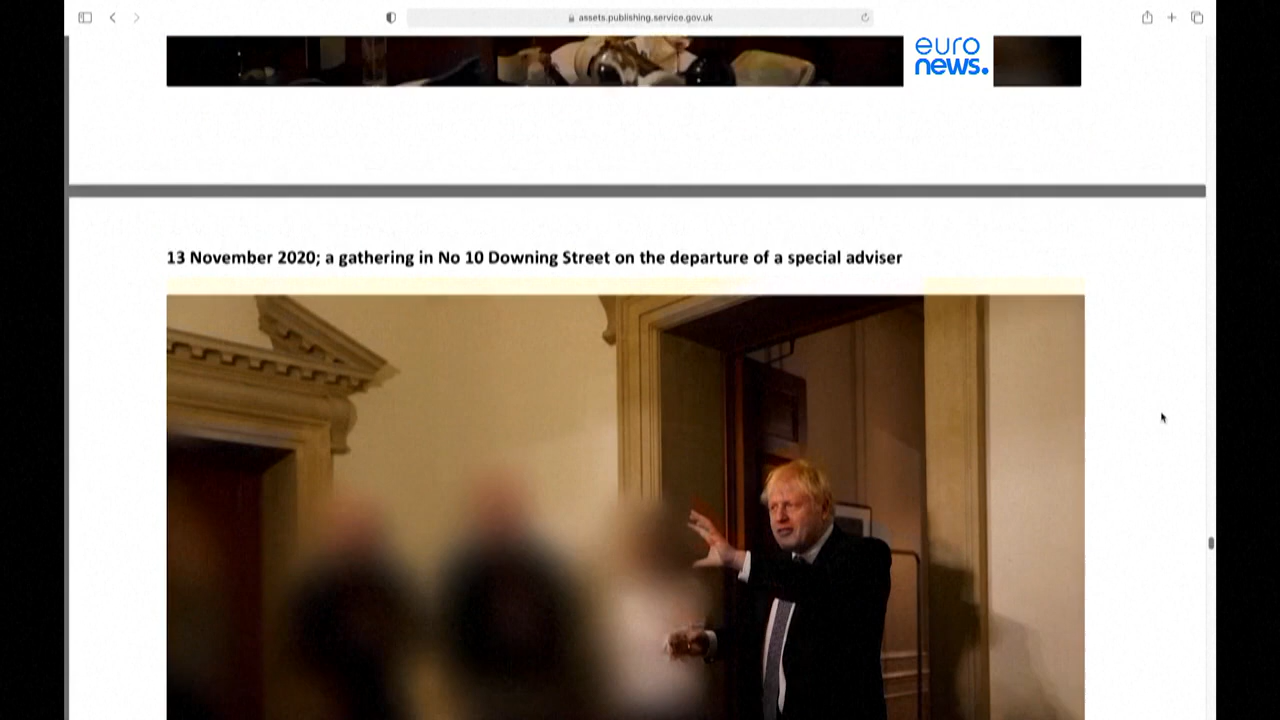 assets.publishing.service.gov.uk
euro
news.
13 November 2020; a gathering in No 10 Downing Street on the departure of a special adviser